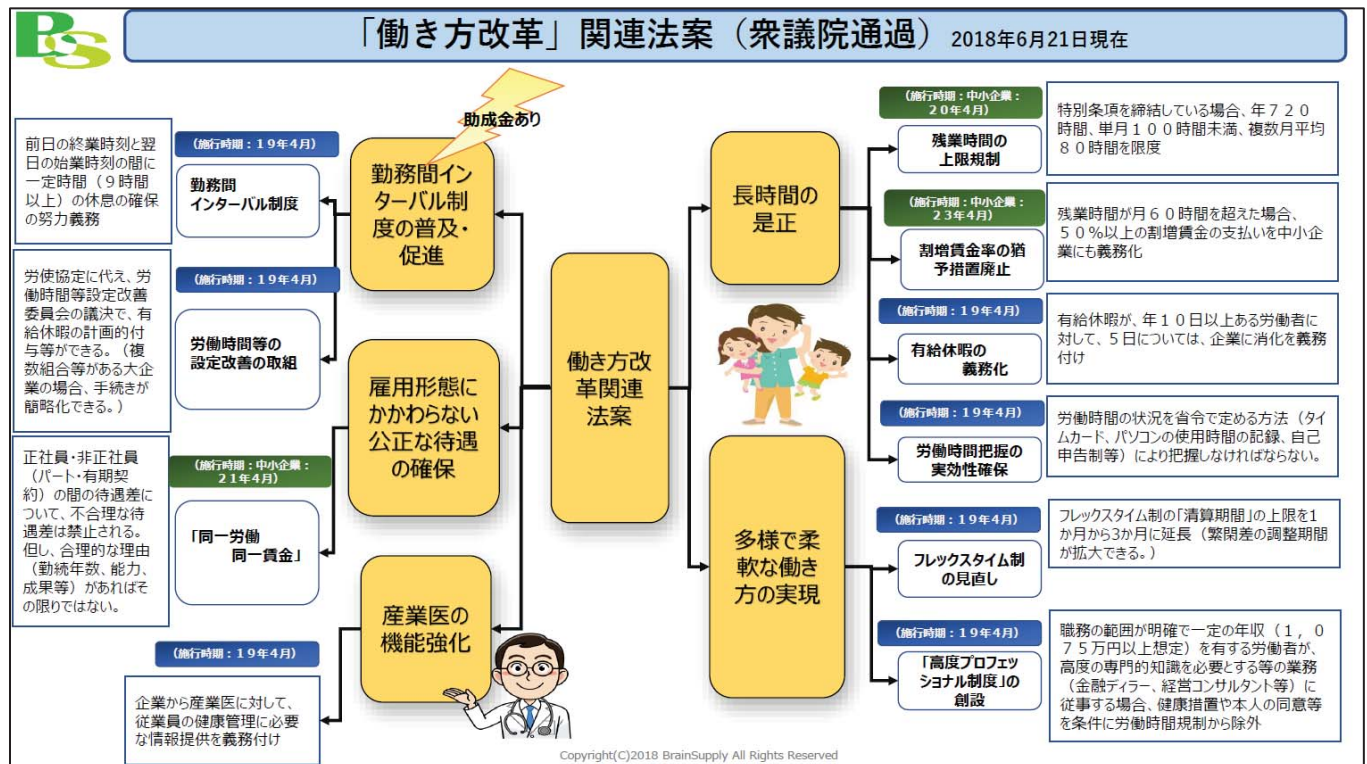 BSS
「働き方改革」関連法案（衆議院通過）2018年6月21日現在
助成金あり
前日の終業時刻と翌
日の始業時刻の間に
一定時間（９時間
以上）の休息の確保
の努力義務
（施行時期：１９年４月）
勤務間
インターバル制度
勤務間イン
ターバル制
度の普及・
促進
労使協定に代え、労
働時間等設定改善
委員会の議決で、有
給休暇の計画的付
与等ができる。（複
数組合等がある大企
業の場合、手続きが
簡略化できる。）
（施行時期：１９年４月）
労働時間等の
設定改善の取組
雇用形態に
かかわらない
公正な待遇
の確保
正社員・非正社員
（パート・有期契
約）の間の待遇差に
ついて、不合理な待
遇差は禁止される。
但し、合理的な理由
（勤続年数、能力、
成果等）があればそ
の限りではない。
（施行時期：中小企業：
２１年４月）
「同一労働
同一賃金」
産業医の
機能強化
（施行時期：１９年４月）
企業から産業医に対して、
従業員の健康管理に必要
な情報提供を義務付け
働き方改
革関連
法案
長時間の
是正
（施行時期：中小企業：
２０年４月）
残業時間の
上限規制
特別条項を締結している場合、年７２０
時間、単月１００時間未満、複数月平均
８０時間を限度
（施行時期：中小企業：
２３年４月）
割増賃金率の猶
予措置廃止
残業時間が月６０時間を超えた場合、
５０％以上の割増賃金の支払いを中小企
業にも義務化
（施行時期：１９年４月）
有給休暇の
義務化
有給休暇が、年１０日以上ある労働者に
対して、５日については、企業に消化を義務
付け
（施行時期：１９年４月）
労働時間把握の
実効性確保
労働時間の状況を省令で定める方法（タイ
ムカード、パソコンの使用時間の記録、自己
申告制等）により把握しなければならない。
多様で柔
軟な働き
方の実現
（施行時期：１９年４月）
フレックスタイム制
の見直し
フレックスタイム制の「清算期間」の上限を1
か月から3か月に延長（繁閑差の調整期間
が拡大できる。）
（施行時期：１９年４月）
「高度プロフェッ
ショナル制度」の
創設
職務の範囲が明確で一定の年収（１，０
７５万円以上想定）を有する労働者が、
高度の専門的知識を必要とする等の業務
（金融ディラー、経営コンサルタント等）に
従事する場合、健康措置や本人の同意等
を条件に労働時間規制から除外
Copyright(C)2018 BrainSupply All Rights Reserved